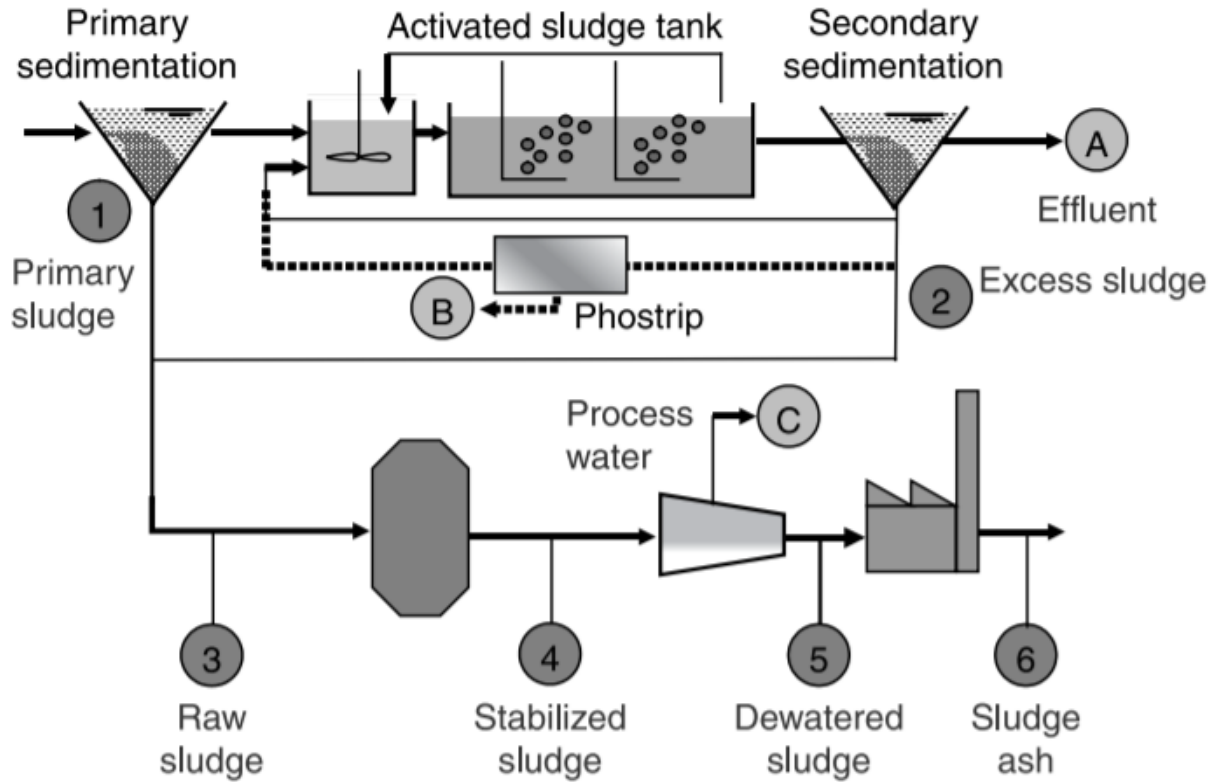 Primary
sedimentation
Activated sludge tank
Secondary
sedimentation
A
Effluent
1
Primary
sludge
B
Phostrip
2
Excess sludge
Process
water
C
3
Raw
sludge
4
Stabilized
sludge
5
Dewatered
sludge
6
Sludge
ash